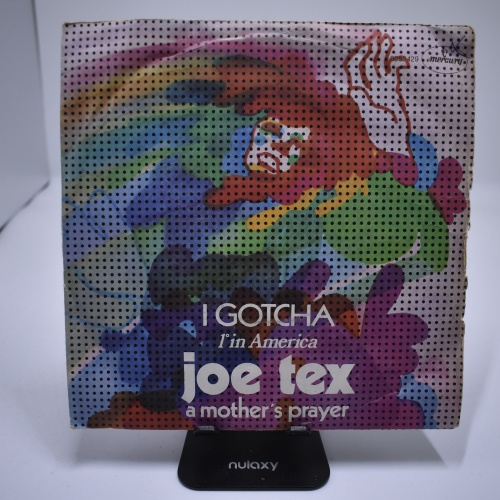 mercury
I GOTCHA
1° in America
joe tex
a mother's prayer
nulaxy